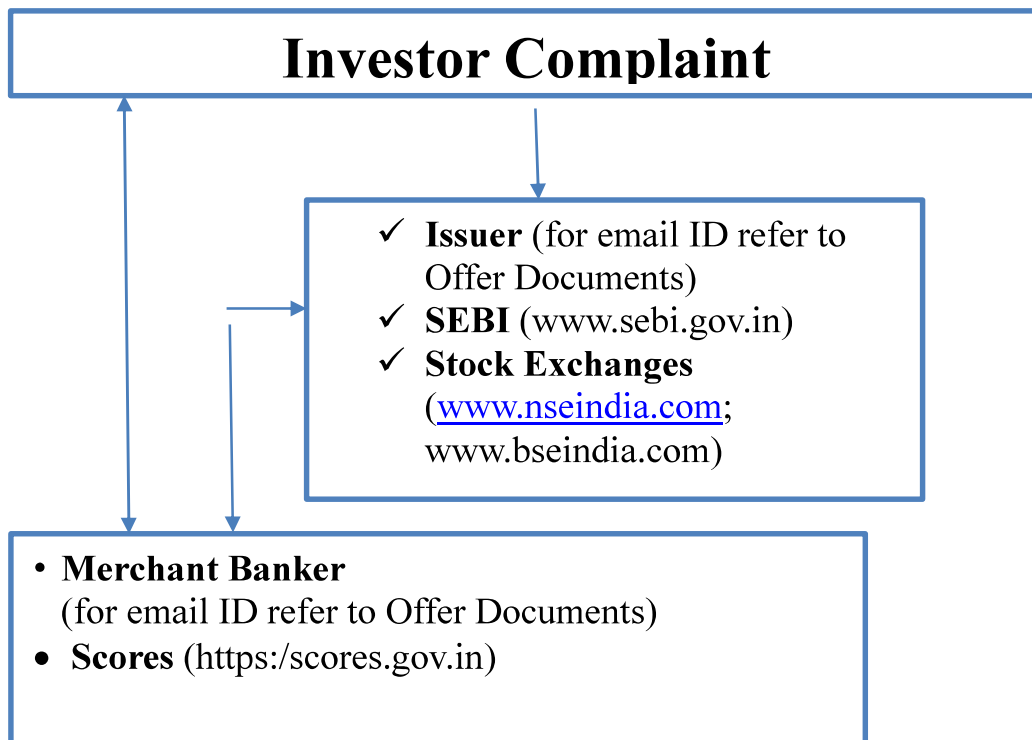 Investor Complaint
✓ Issuer (for email ID refer to
Offer Documents)
✓ SEBI (www.sebi.gov.in)
✓ Stock Exchanges
(www.nseindia.com;
www.bseindia.com)
• Merchant Banker
(for email ID refer to Offer Documents)
• Scores (https:/scores.gov.in)